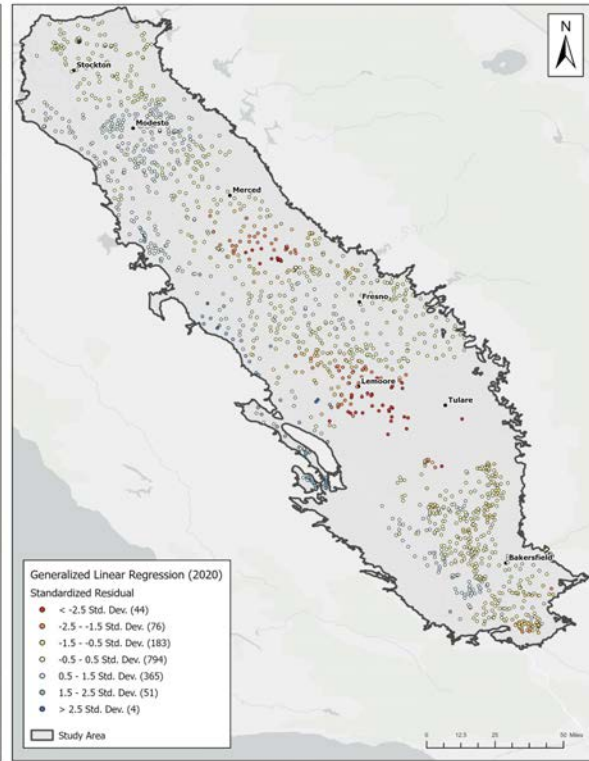 N
Stockton
Modesto
Merced
Fresno
Lemoore
Tulare
Bakersfield
Generalized Linear Regression (2020)
Standardized Residual
< -2.5 Std. Dev. (44)
-2.5 - -1.5 Std. Dev. (76)
-1.5 - -0.5 Std. Dev. (183)
-0.5 - 0.5 Std. Dev. (794)
0.5 - 1.5 Std. Dev. (365)
1.5 - 2.5 Std. Dev. (51)
> 2.5 Std. Dev. (4)
Study Area
0 12.5 25 50 Miles